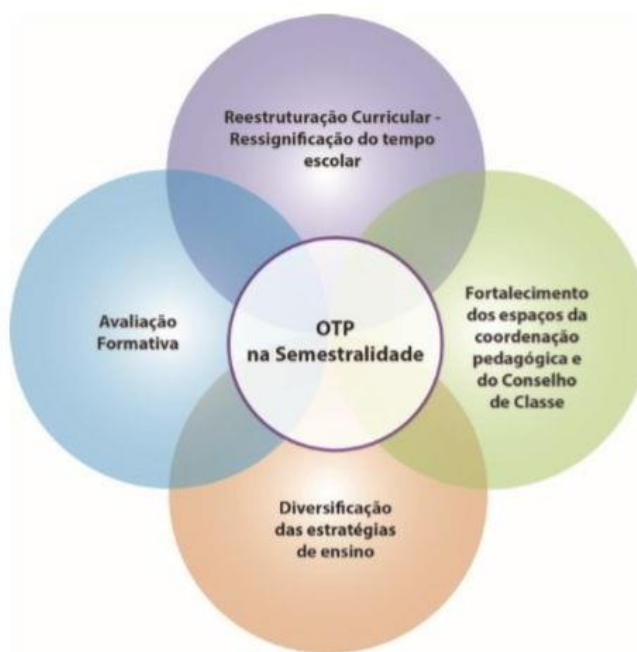 Reestruturação Curricular -
Ressignificação do tempo
escolar
Avaliação
Formativa
OTP
na Semestralidade
Fortalecimento
dos espaços da
coordenação
pedagógica e
do Conselho
de Classe
Diversificação
das estratégias
de ensino